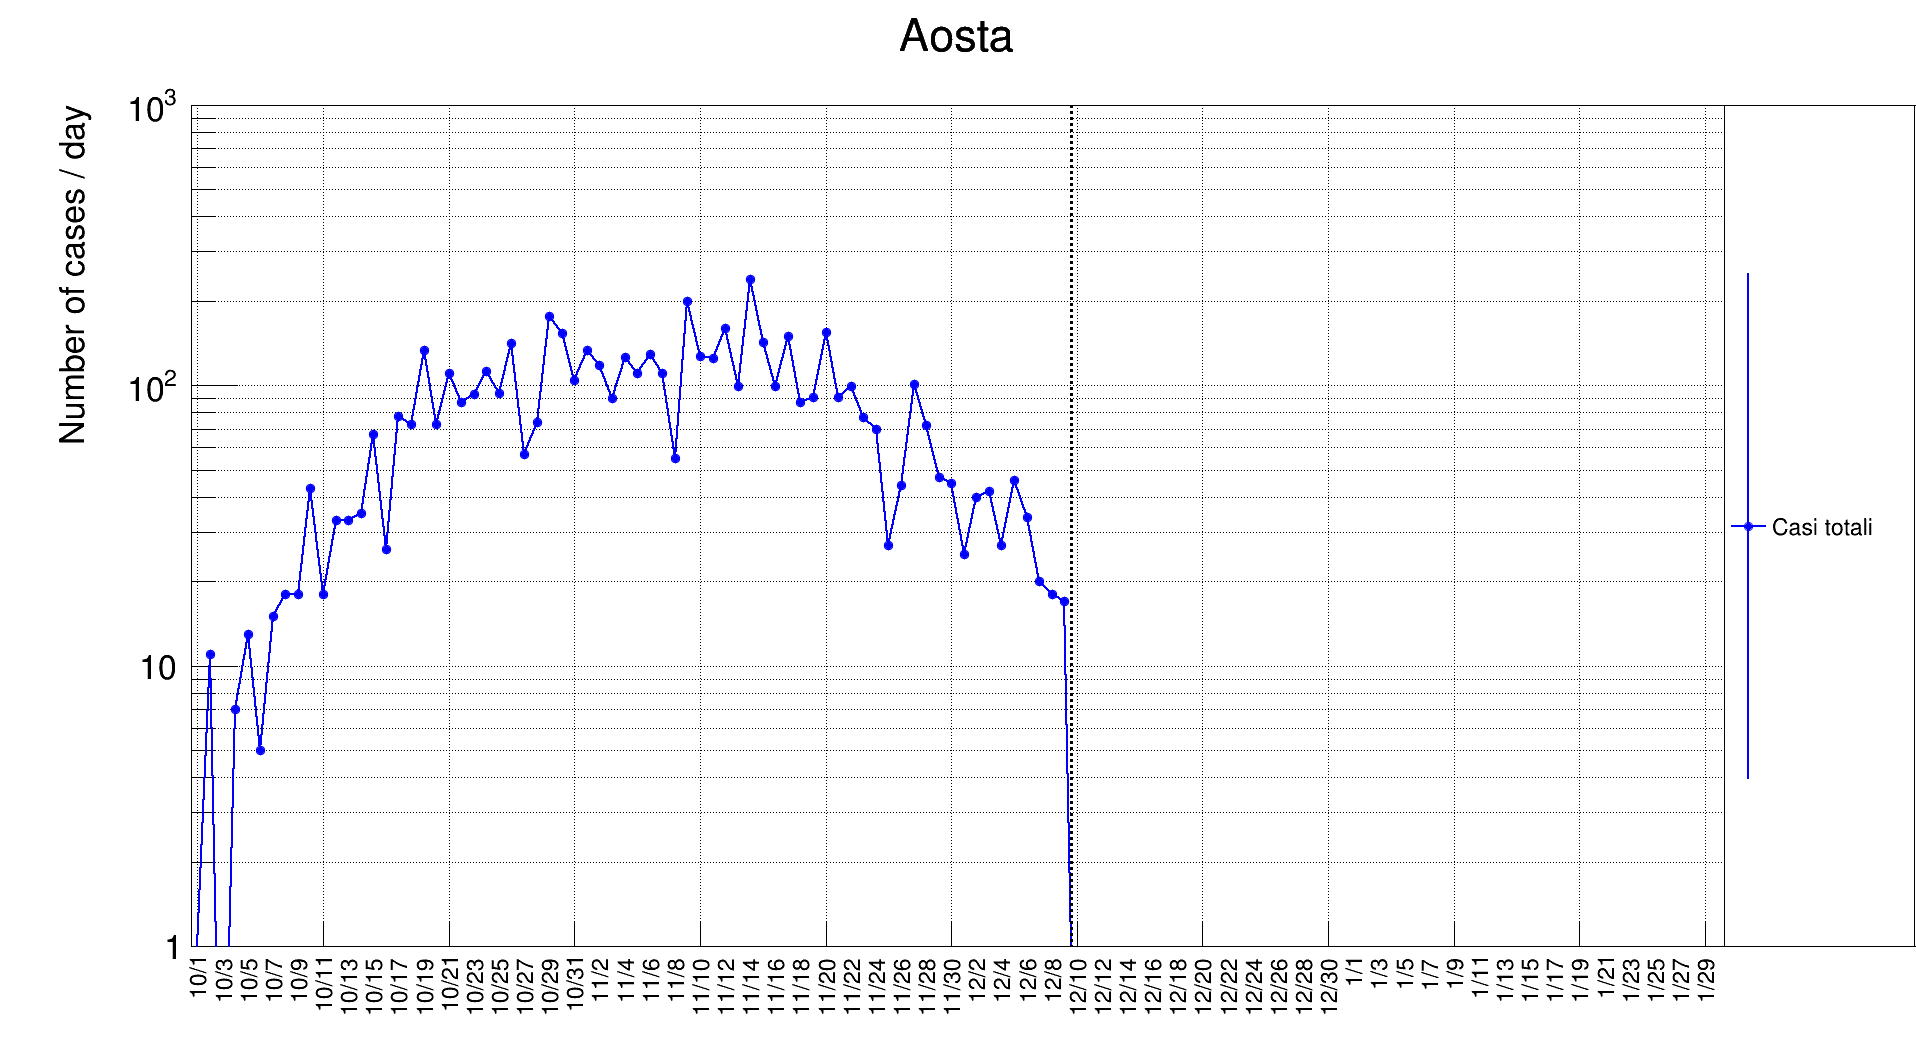 Aosta
Number of cases / day
10³
10²
10
1
10/1 10/3 10/5 10/7 10/9 10/11 10/13 10/15 10/17 10/19 10/21 10/23 10/25 10/27 10/29 10/31 11/2 11/4 11/6 11/8 11/10 11/12 11/14 11/16 11/18 11/20 11/22 11/24 11/26 11/28 11/30 12/2 12/4 12/6 12/8 12/10 12/12 12/14 12/16 12/18 12/20 12/22 12/24 12/26 12/28 12/30 1/1 1/3 1/5 1/7 1/9 1/11 1/13 1/15 1/17 1/19 1/21 1/23 1/25 1/27 1/29
Casi totali